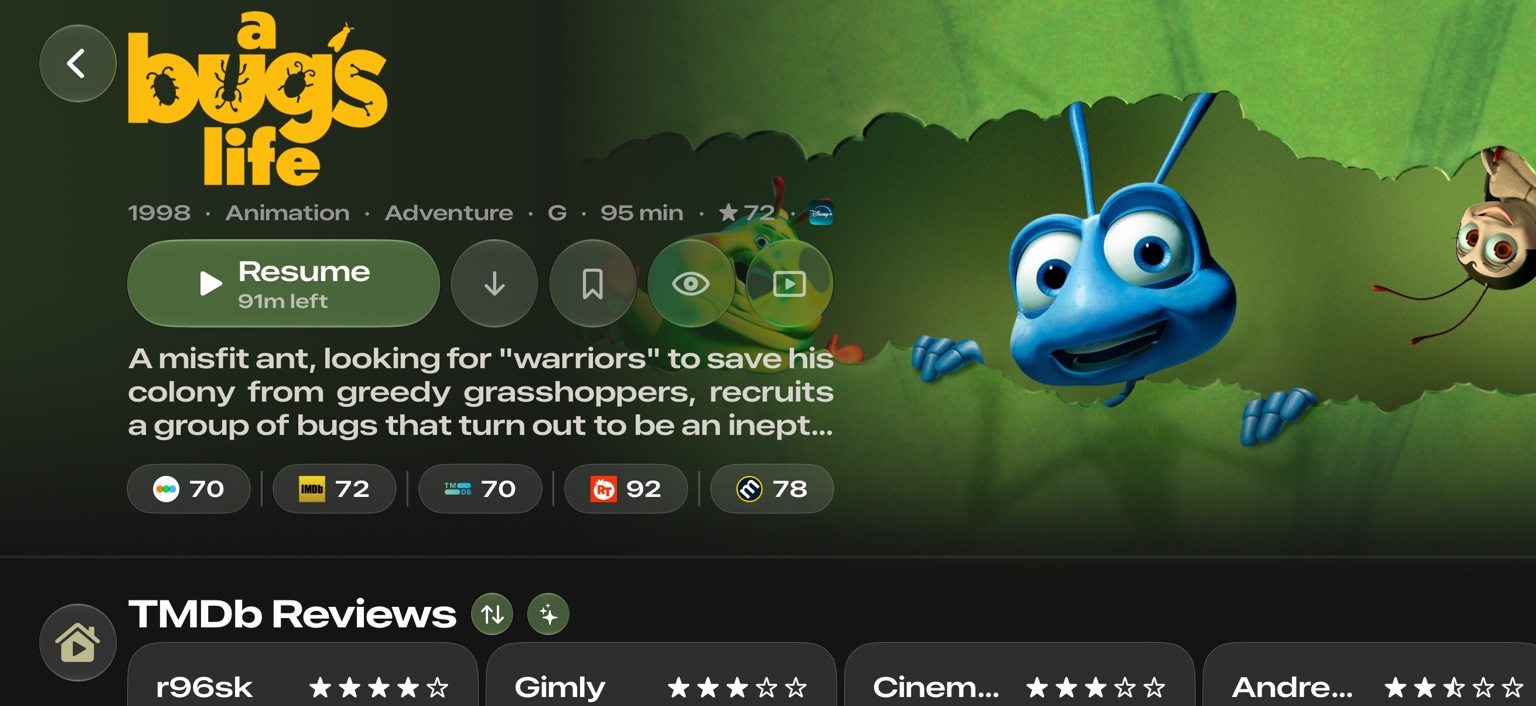 a
bug's
life
1998 · Animation · Adventure · G · 95 min · ★ 72 · Disney+
Resume
91m left
A misfit ant, looking for "warriors" to save his
colony from greedy grasshoppers, recruits
a group of bugs that turn out to be an inept...
70 IMDb 72 TMDB 70 RT 92 m 78
TMDb Reviews
r96sk ★★★★☆ Gimly ★★★☆☆ Cinem... ★★★☆☆ Andre... ★★⯪☆☆